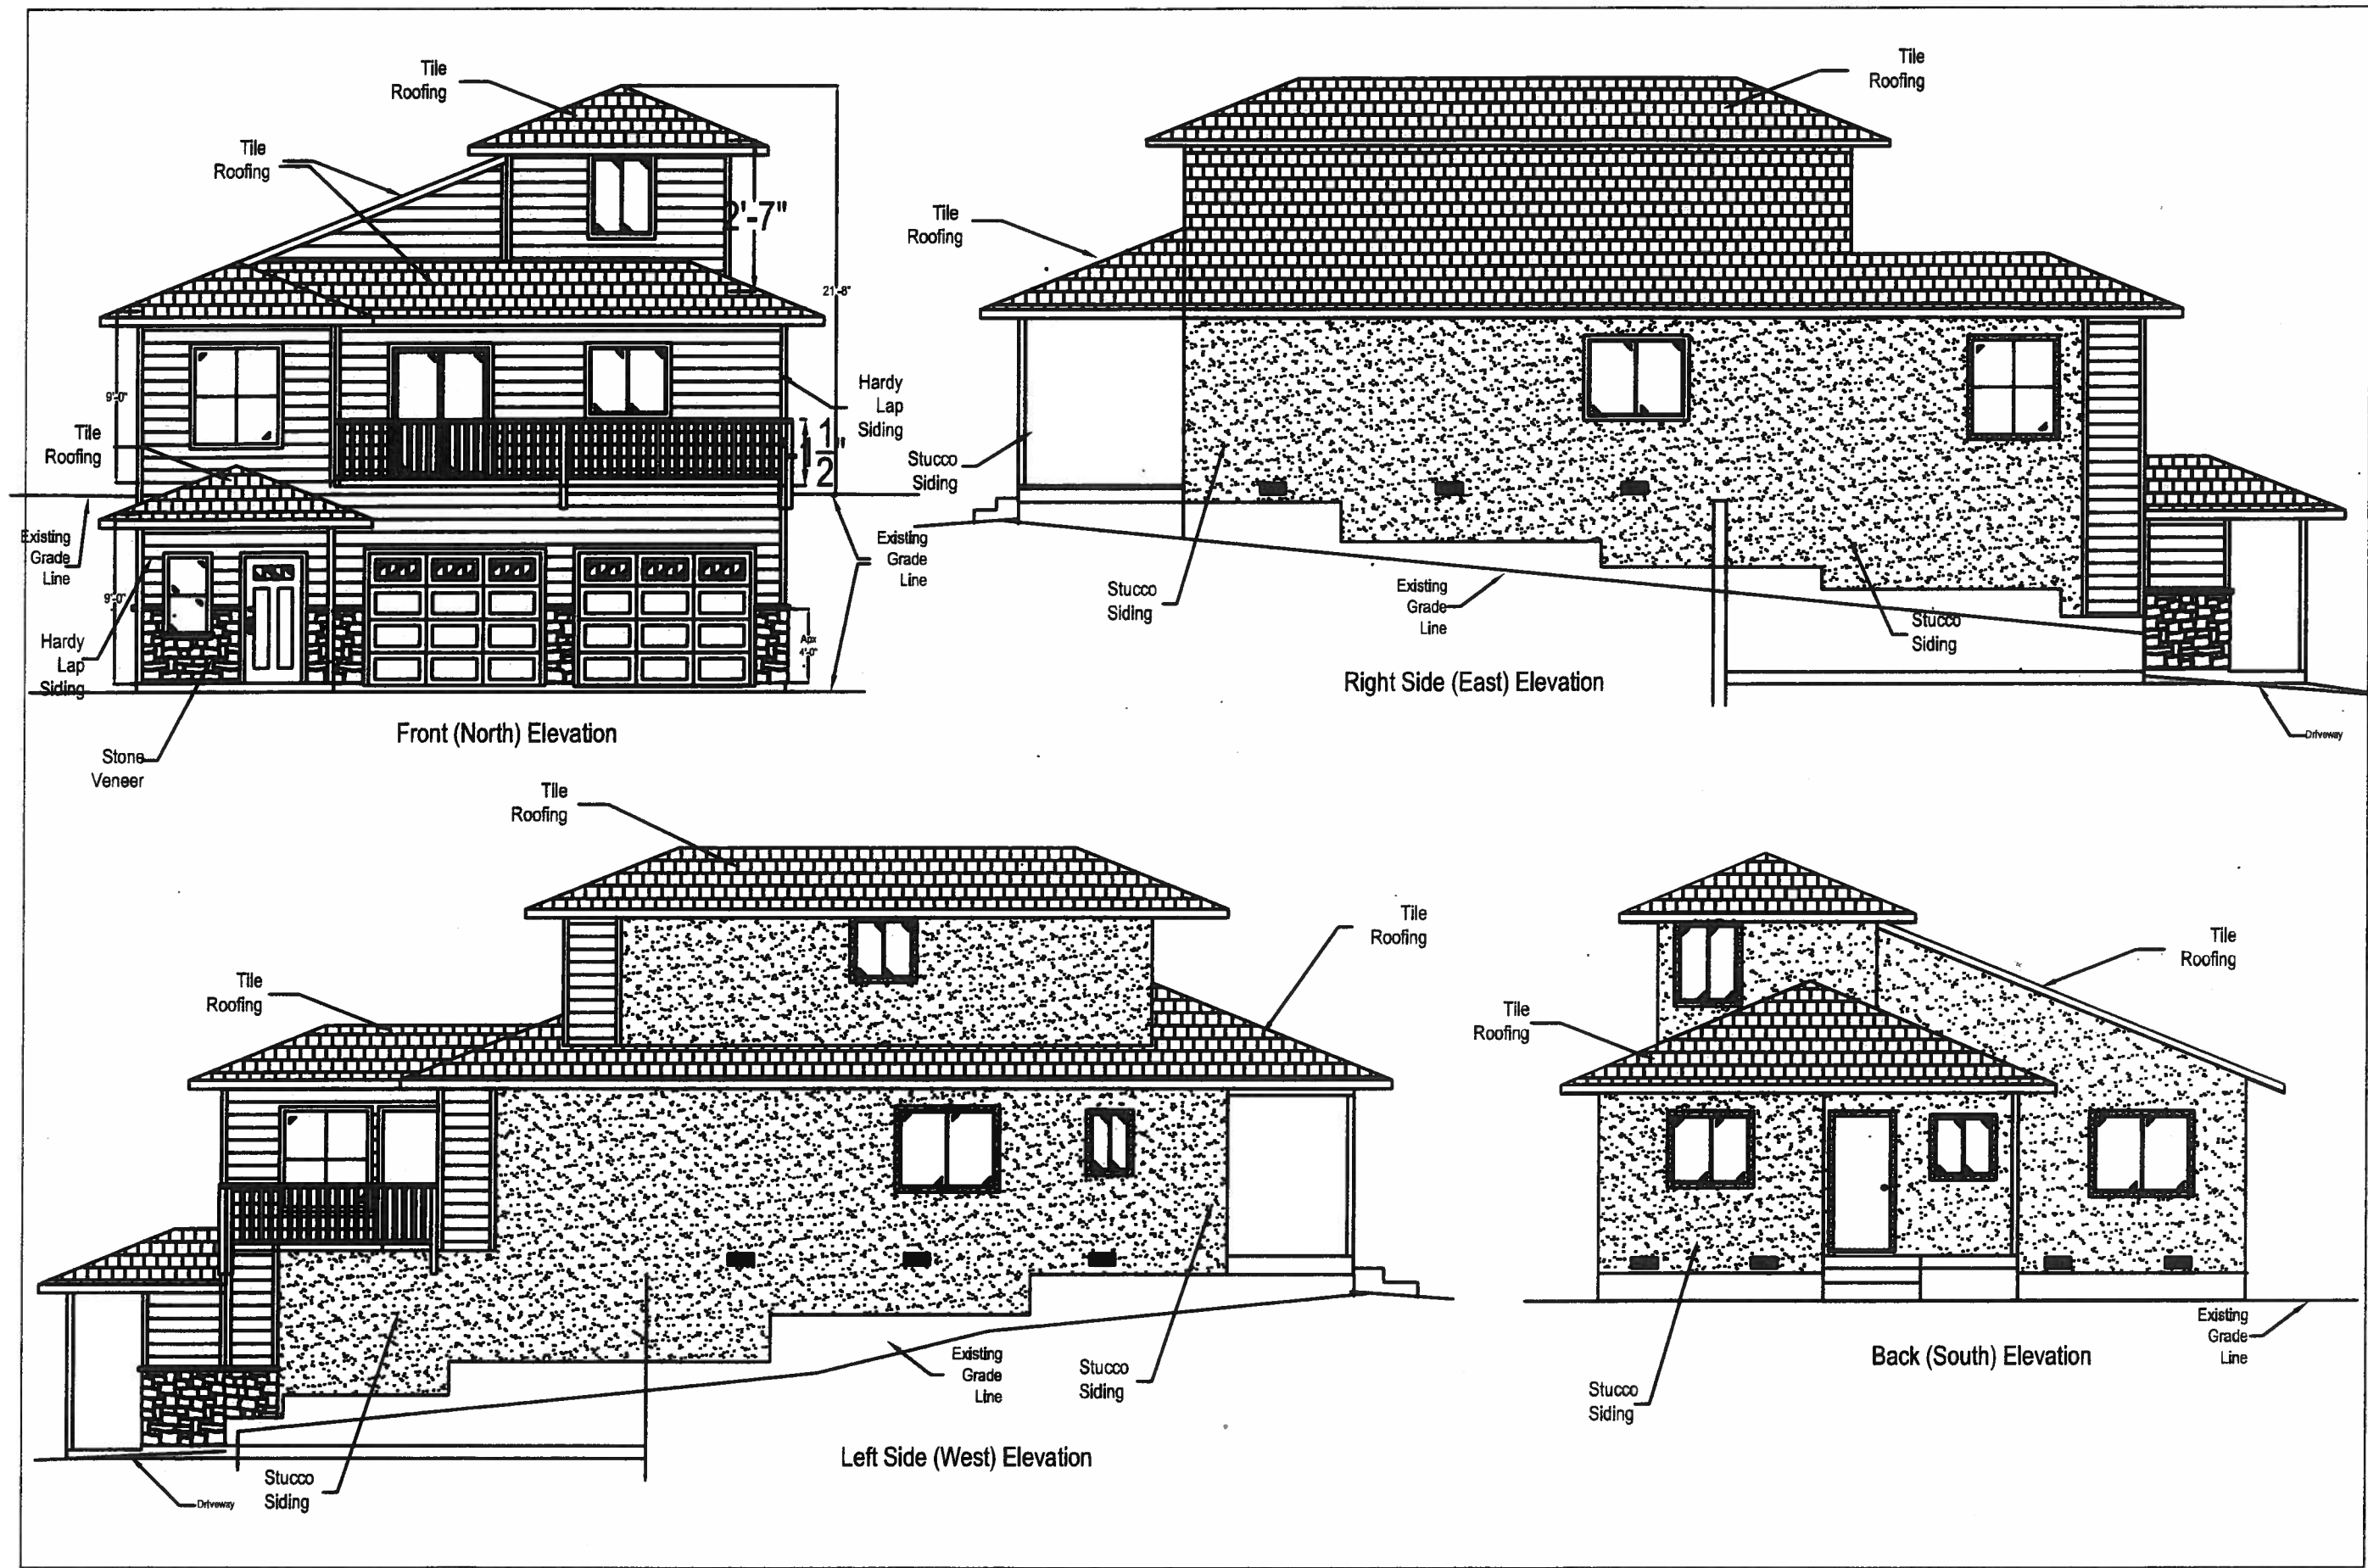 Tile
Roofing
Tile
Roofing
2'-7"
21'-8"
9'-0"
Tile
Roofing
Hardy
Lap
Siding
Existing
Grade
Line
Existing
Grade
Line
9'-0"
Hardy
Lap
Siding
Apx
4'-0"
Front (North) Elevation
Stone
Veneer
Tile
Roofing
Tile
Roofing
Stucco
Siding
Stucco
Siding
Existing
Grade
Line
Stucco
Siding
Right Side (East) Elevation
Driveway
Tile
Roofing
Tile
Roofing
Tile
Roofing
Existing
Grade
Line
Stucco
Siding
Left Side (West) Elevation
Stucco
Siding
Driveway
Tile
Roofing
Tile
Roofing
Existing
Grade
Line
Back (South) Elevation
Stucco
Siding